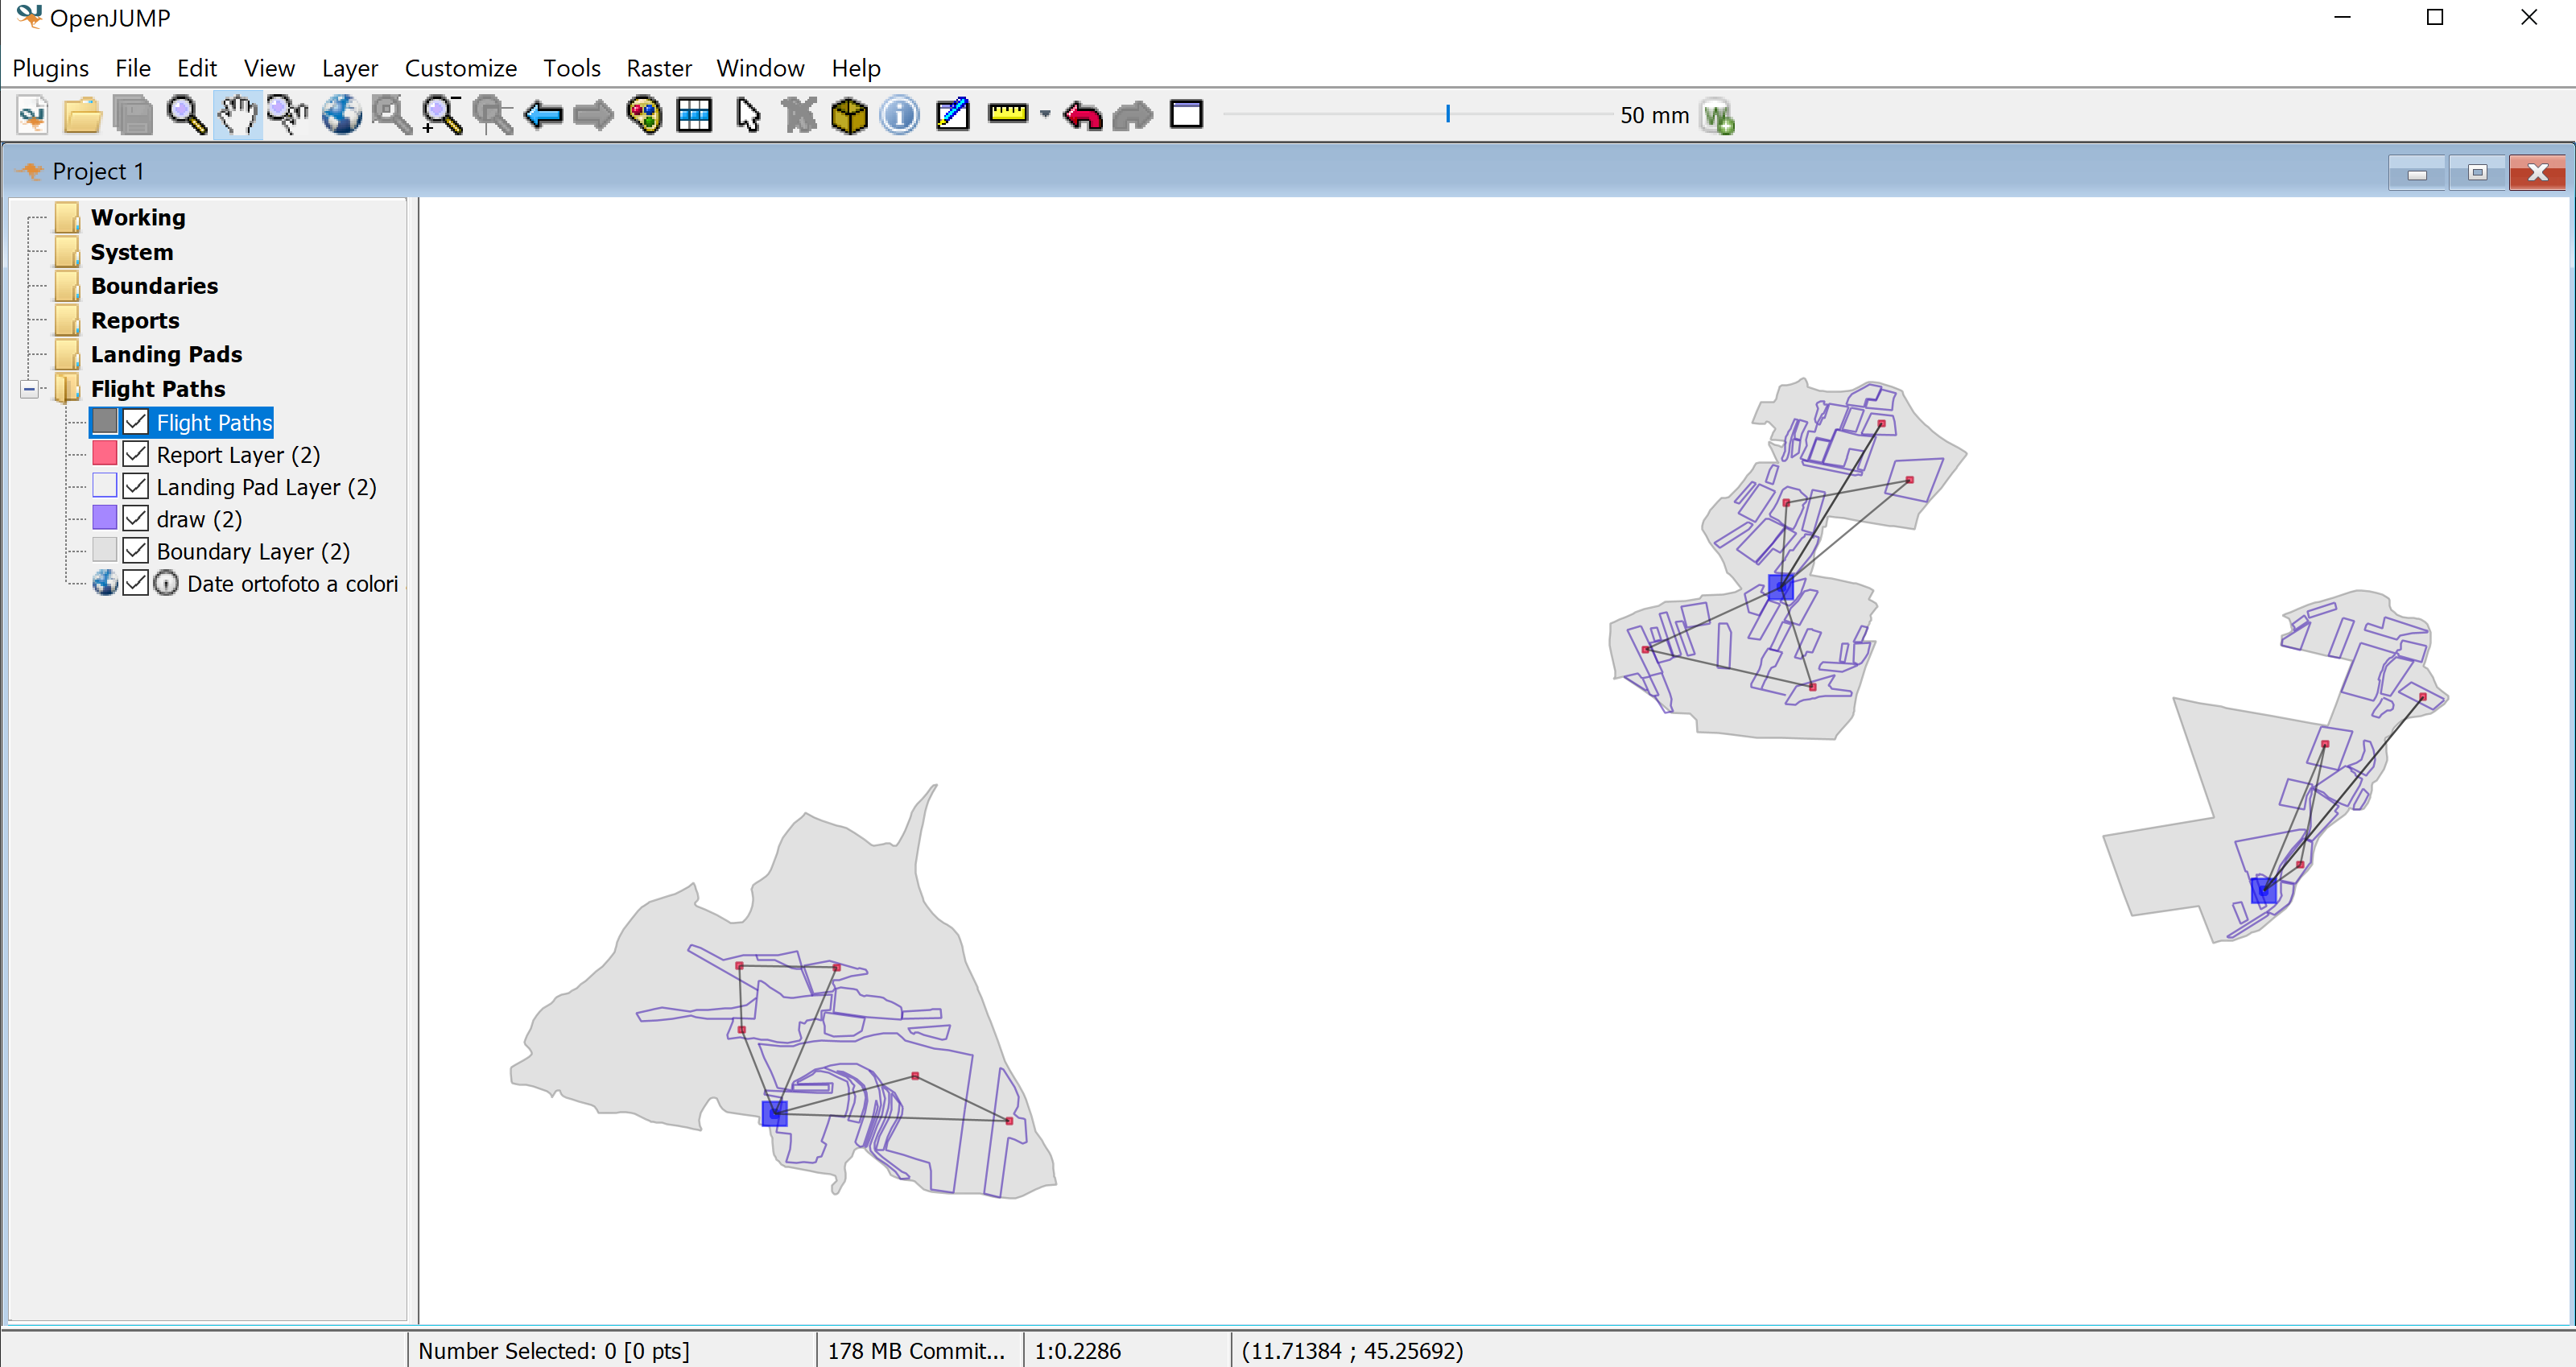 OpenJUMP
Plugins File Edit View Layer Customize Tools Raster Window Help
50 mm
Project 1
Working
System
Boundaries
Reports
Landing Pads
Flight Paths
Flight Paths
Report Layer (2)
Landing Pad Layer (2)
draw (2)
Boundary Layer (2)
Date ortofoto a colori
Number Selected: 0 [0 pts] 178 MB Commit... 1:0.2286 (11.71384 ; 45.25692)